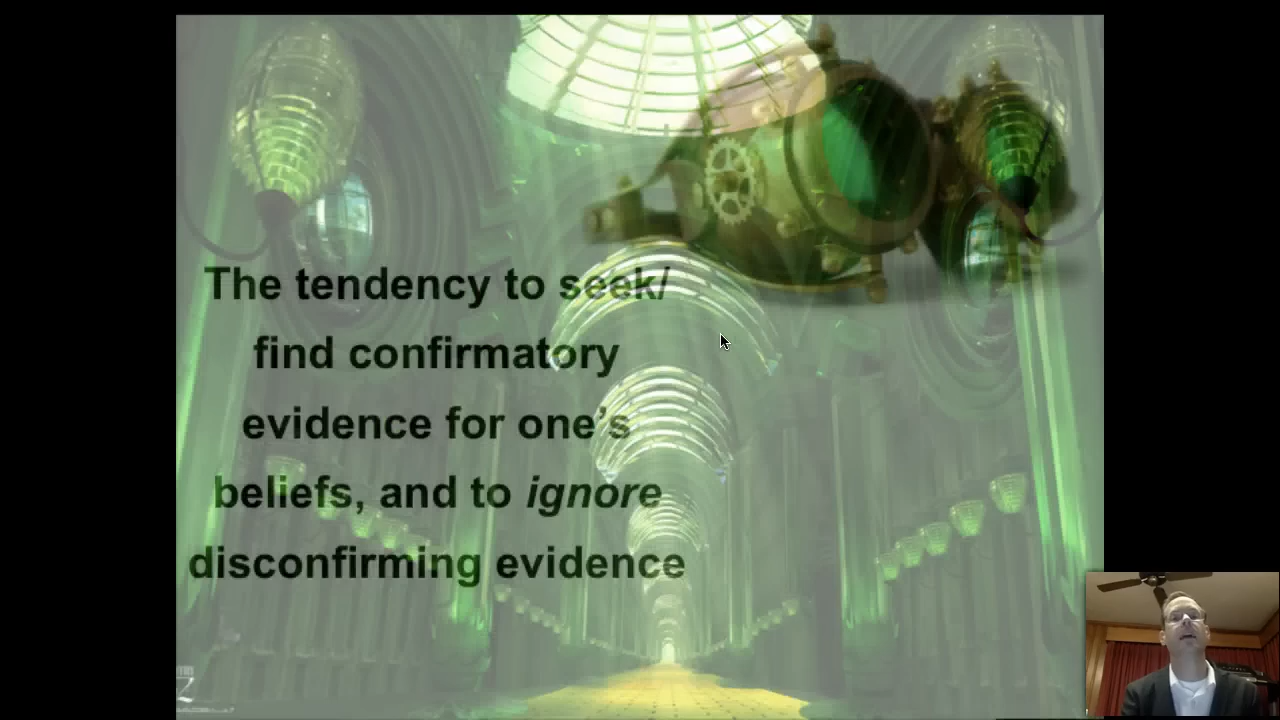 The tendency to seek/
find confirmatory
evidence for one's
beliefs, and to ignore
disconfirming evidence